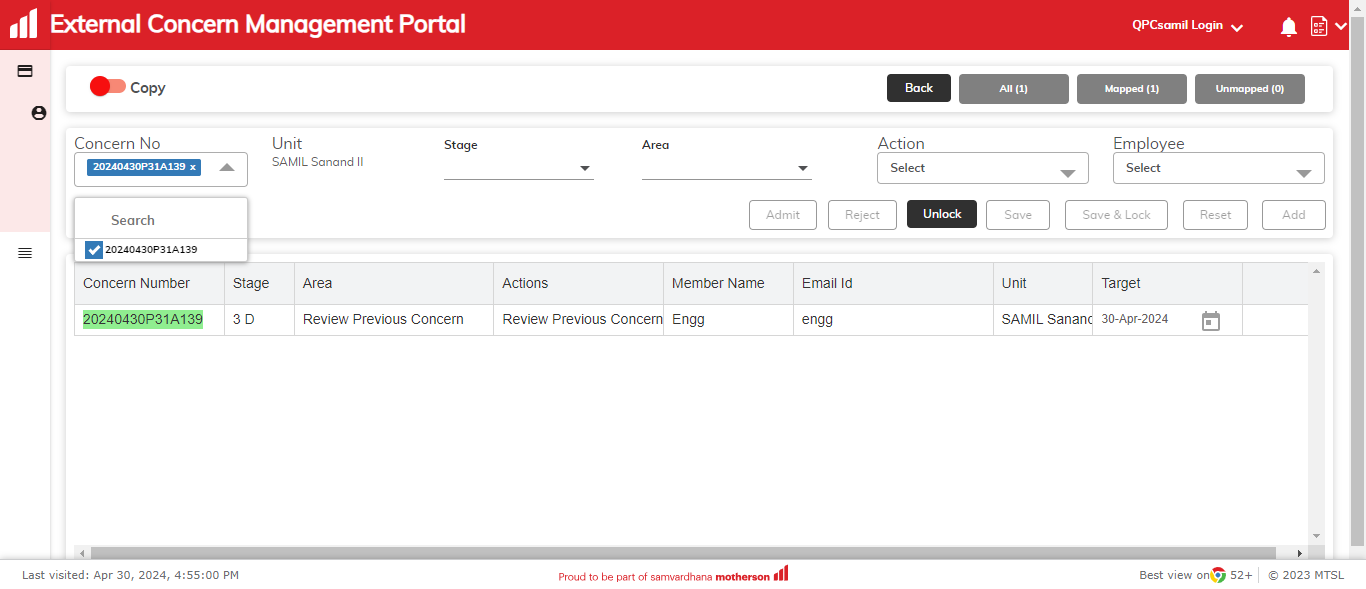 External Concern Management Portal
QPCsamil Login
Copy
Back
All (1)
Mapped (1)
Unmapped (0)
Concern No
Unit
Stage
Area
Action
Employee
20240430P31A139 x
SAMIL Sanand II
Select
Select
Search
20240430P31A139
Admit
Reject
Unlock
Save
Save & Lock
Reset
Add
Concern Number
Stage
Area
Actions
Member Name
Email Id
Unit
Target
20240430P31A139
3 D
Review Previous Concern
Review Previous Concern
Engg
engg
SAMIL Sanand
30-Apr-2024
Last visited: Apr 30, 2024, 4:55:00 PM
Proud to be part of samvardhana motherson
Best view on 52+
© 2023 MTSL